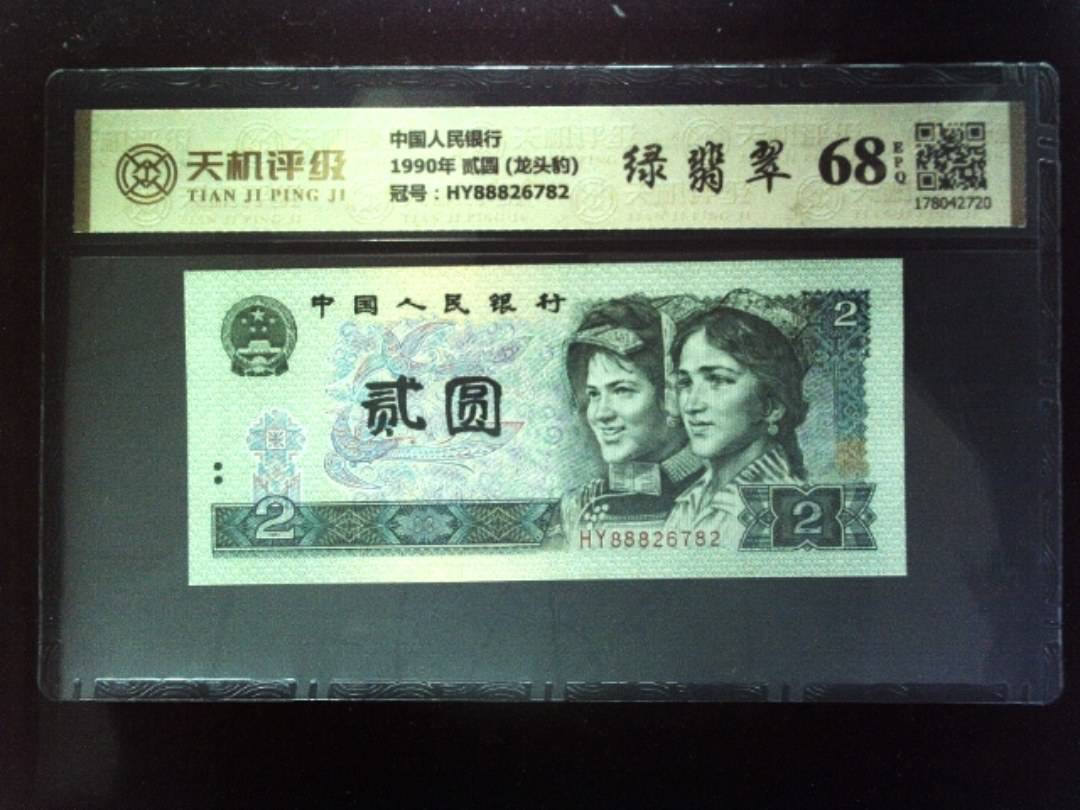 天机评级
TIAN JI PING JI
中国人民银行
1990年 贰圆 (龙头豹)
冠号：HY88826782
绿翡翠
68
EPQ
178042720
中国人民银行
2
贰圆
2
HY88826782
2